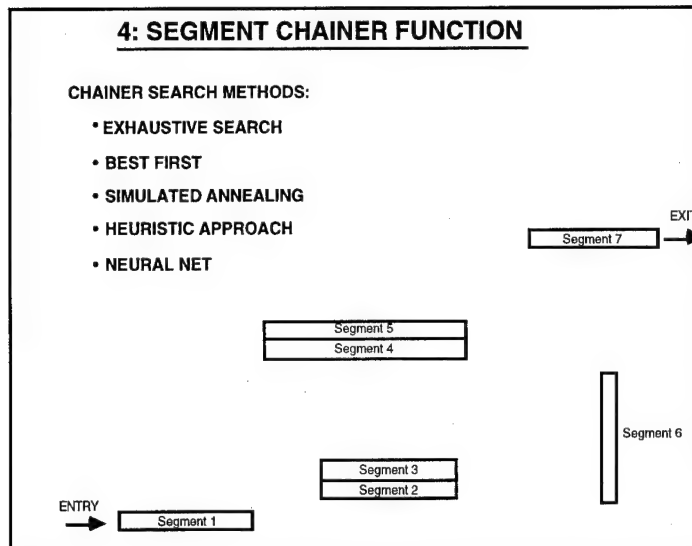 4: SEGMENT CHAINER FUNCTION
CHAINER SEARCH METHODS:
• EXHAUSTIVE SEARCH
• BEST FIRST
• SIMULATED ANNEALING
• HEURISTIC APPROACH
• NEURAL NET
EXIT
Segment 7
Segment 5
Segment 4
Segment 6
Segment 3
Segment 2
ENTRY
Segment 1